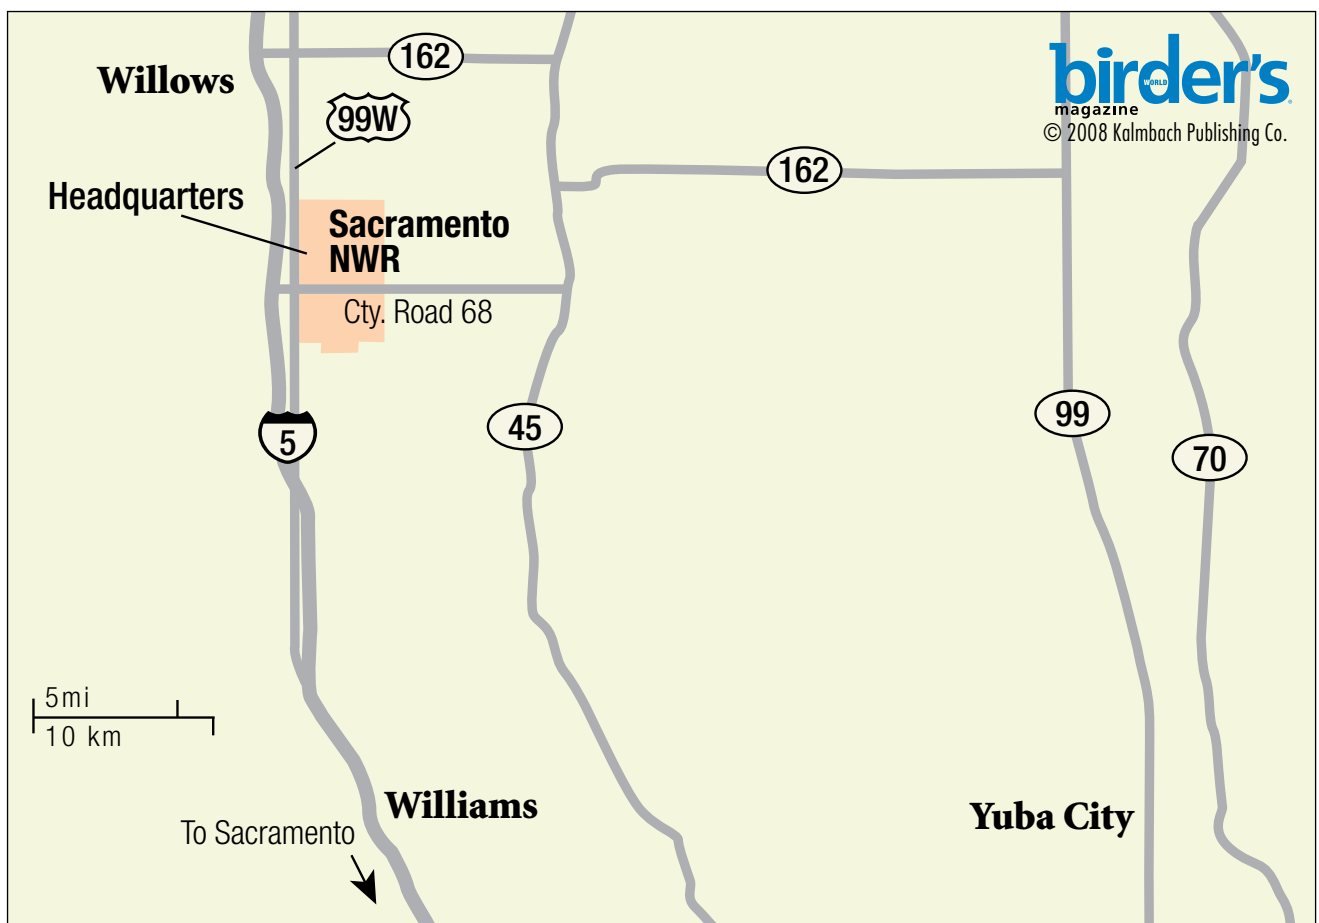 162
Willows
birder's
WORLD
magazine
© 2008 Kalmbach Publishing Co.
99W
162
Headquarters
Sacramento
NWR
Cty. Road 68
5
45
99
70
5mi
10 km
Williams
Yuba City
To Sacramento